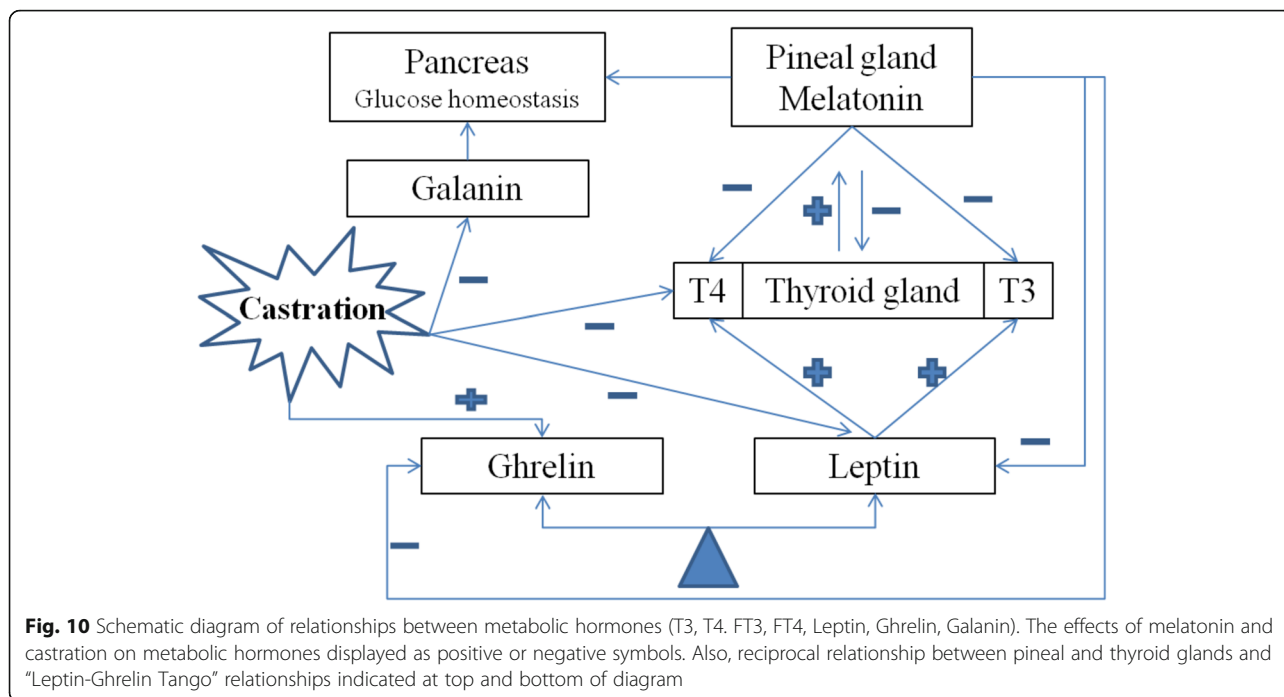 Pancreas
Glucose homeostasis
Pineal gland
Melatonin
Galanin
−
+
−
−
−
T4
Thyroid gland
T3
Castration
−
+
+
+
−
−
Ghrelin
Leptin
−
Fig. 10 Schematic diagram of relationships between metabolic hormones (T3, T4. FT3, FT4, Leptin, Ghrelin, Galanin). The effects of melatonin and
castration on metabolic hormones displayed as positive or negative symbols. Also, reciprocal relationship between pineal and thyroid glands and
“Leptin-Ghrelin Tango” relationships indicated at top and bottom of diagram